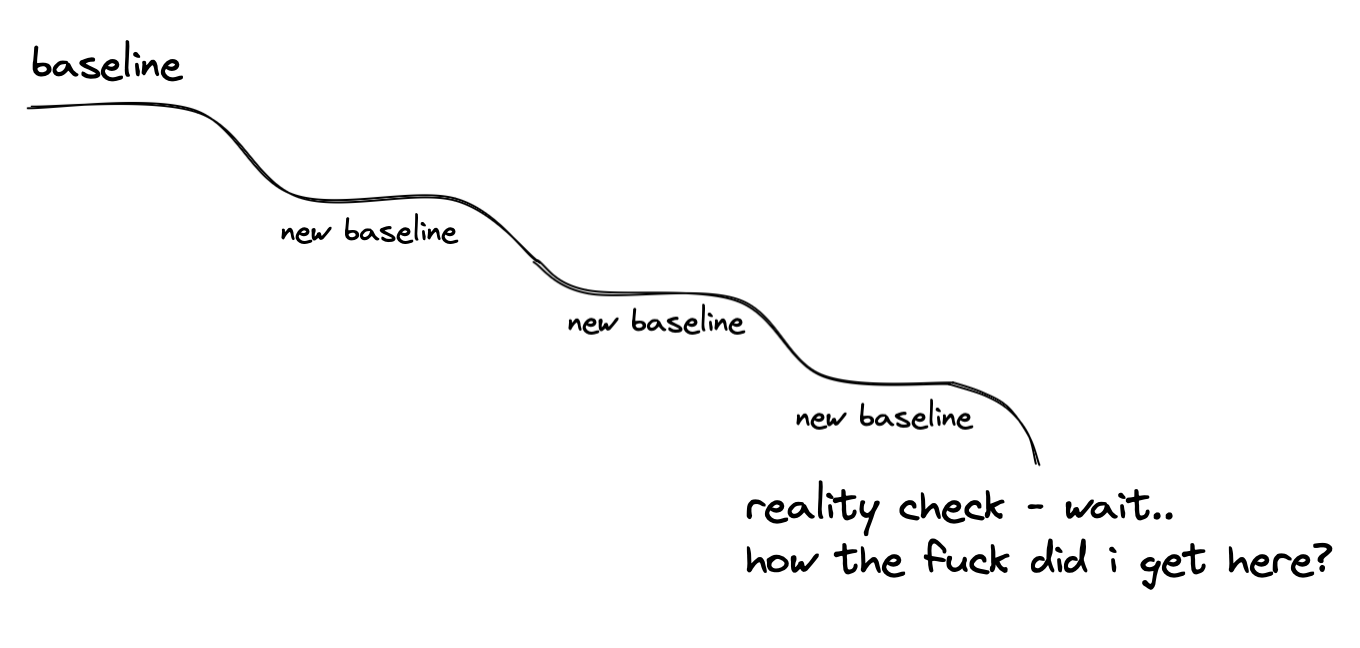 baseline
new baseline
new baseline
new baseline
reality check - wait..
how the fuck did i get here?